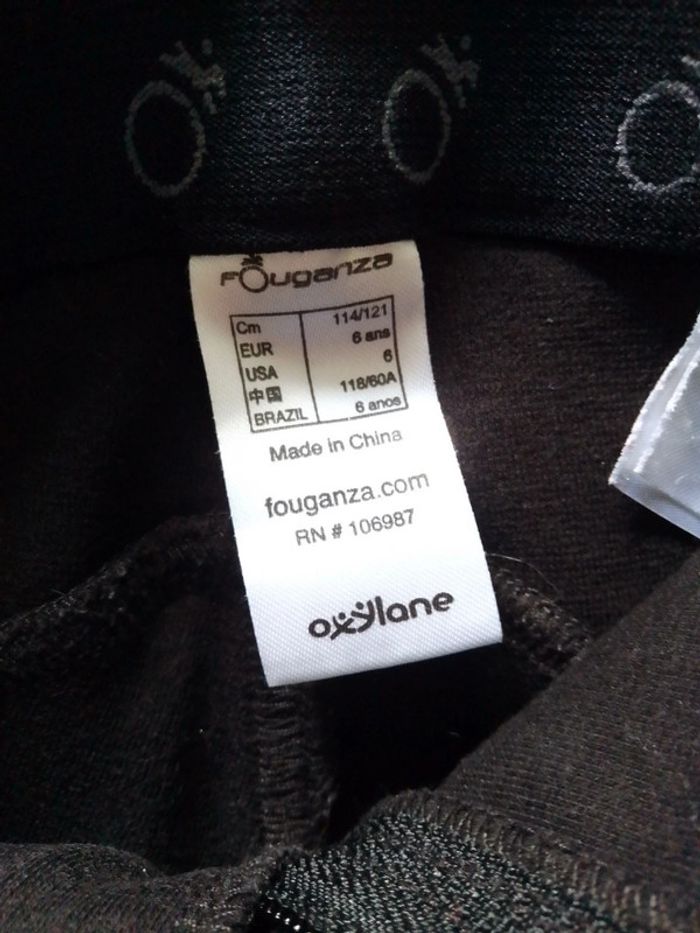 Fouganza
Cm 114/121
EUR 6 ans
USA 6
中国 118/60A
BRAZIL 6 anos
Made in China
fouganza.com
RN # 106987
oxylane